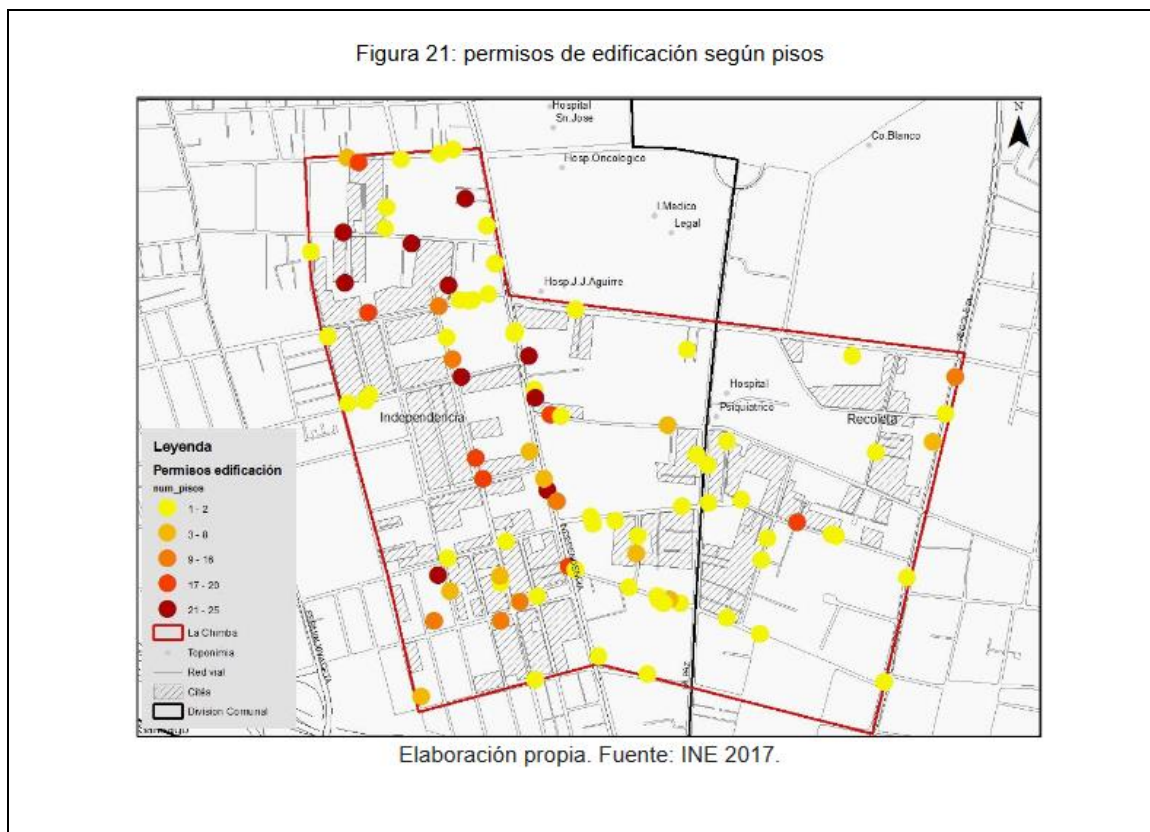 Figura 21: permisos de edificación según pisos
N
Hospital
Sn.Jose
Co.Blanco
Hosp.Oncologico
I.Madico
Legal
Hosp.J.J.Aguirre
Hospital
Psiquiatrico
Independencia
Recoleta
Leyenda
Permisos edificación
num_pisos
1 - 2
3 - 8
9 - 16
17 - 20
21 - 25
La Chimba
Toponimia
Red vial
Cités
Division Comunal
Elaboración propia. Fuente: INE 2017.